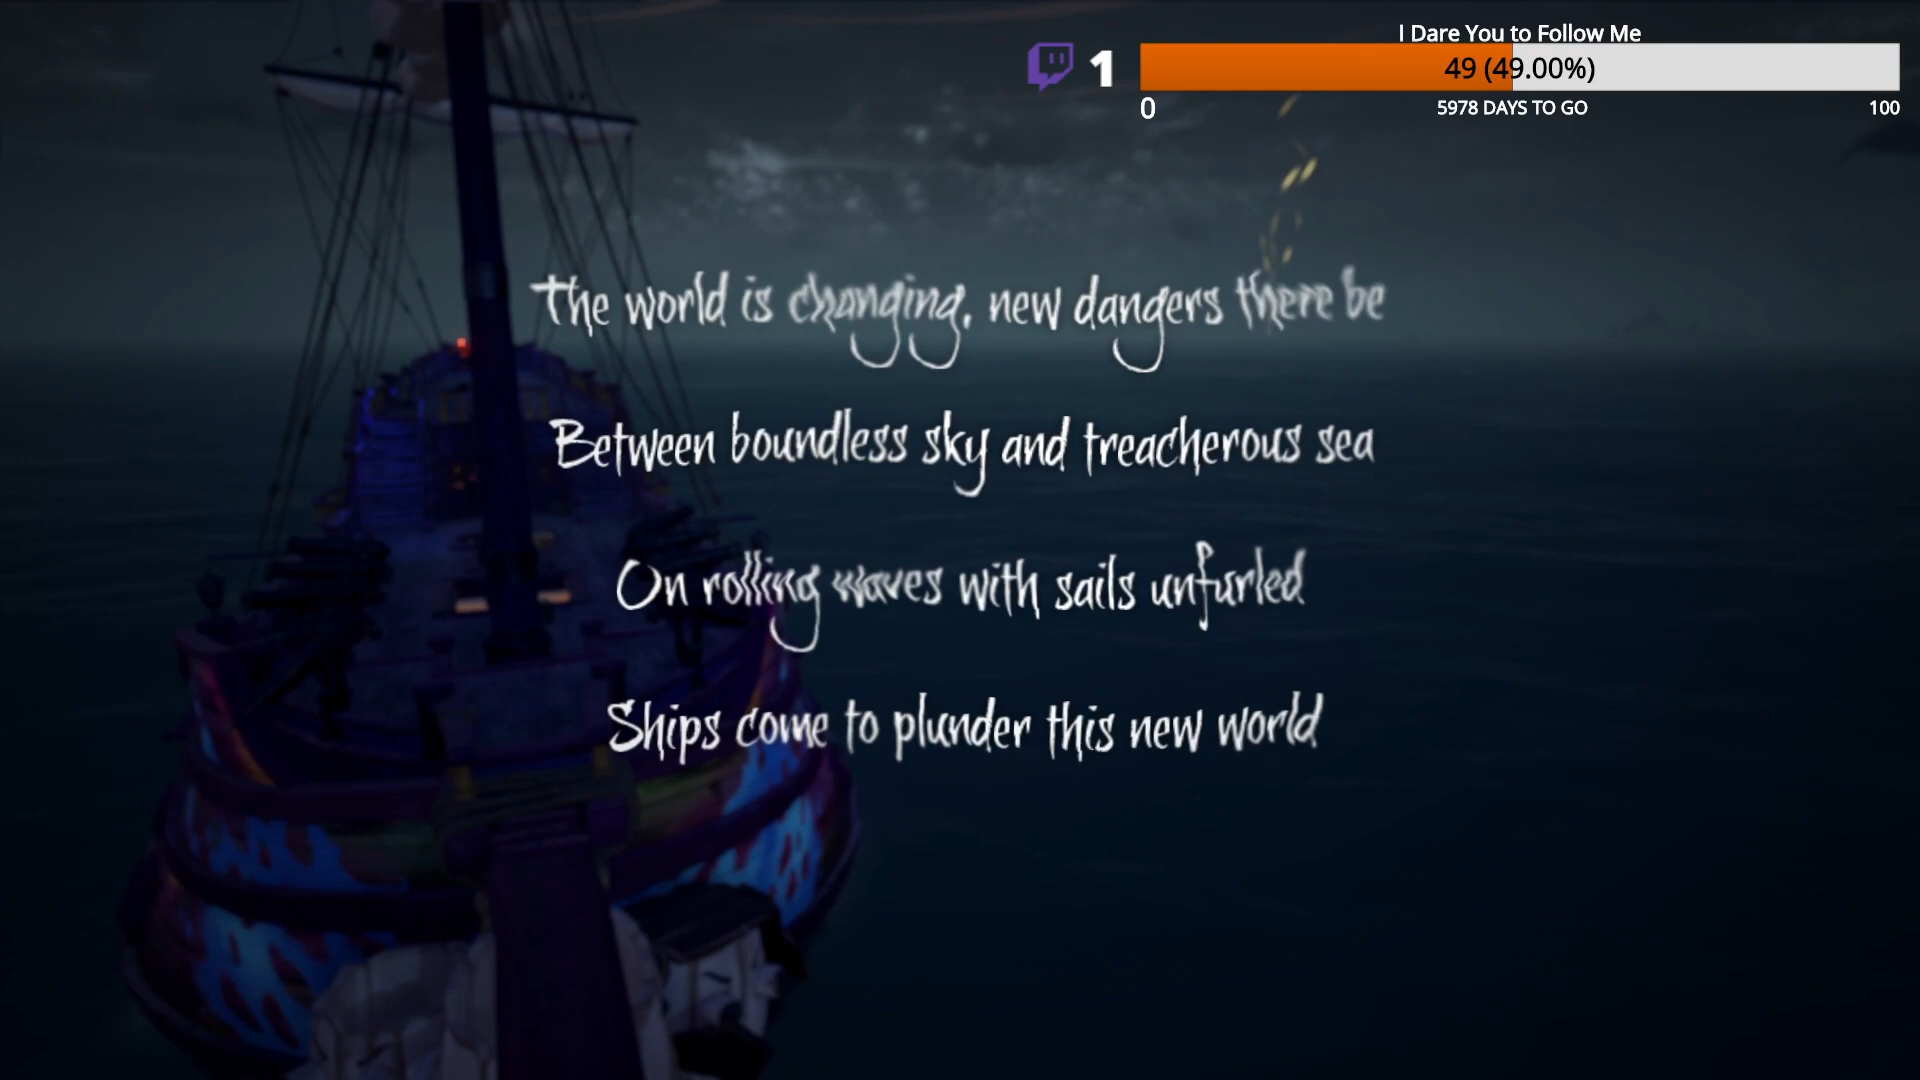 I Dare You to Follow Me
1
49 (49.00%)
0 5978 DAYS TO GO 100
The world is changing, new dangers there be
Between boundless sky and treacherous sea
On rolling waves with sails unfurled
Ships come to plunder this new world